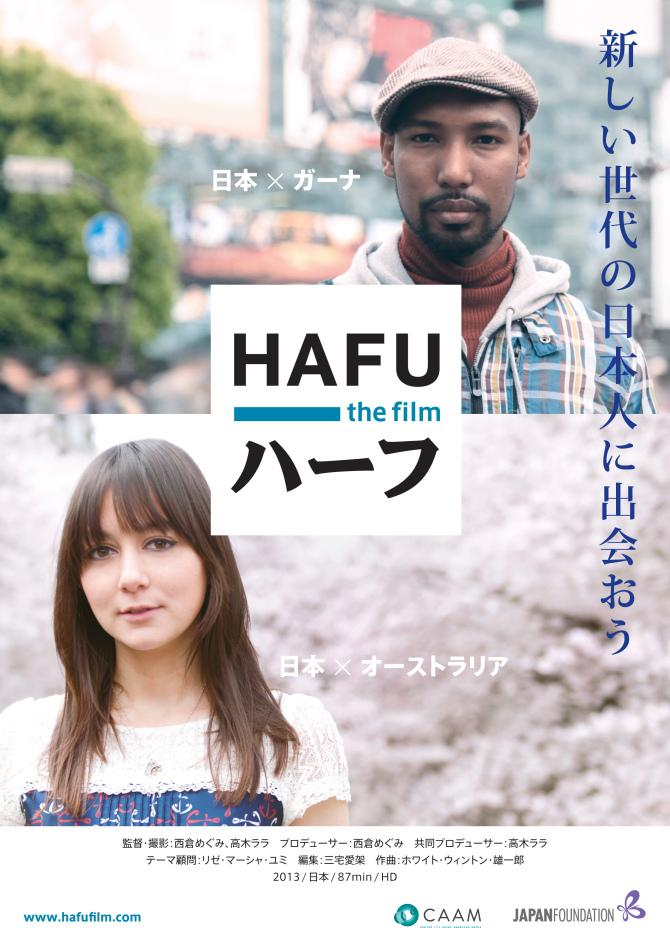 新しい世代の日本人に出会おう
日本 × ガーナ
HAFU
the film
ハーフ
日本 × オーストラリア
監督・撮影：西倉めぐみ、高木ララ　プロデューサー：西倉めぐみ　共同プロデューサー：高木ララ
テーマ顧問：リゼ・マーシャ・ユミ　編集：三宅愛架　作曲：ホワイト・ウィントン・雄一郎
2013 / 日本 / 87min / HD
www.hafufilm.com
CAAM
CENTER FOR ASIAN AMERICAN MEDIA
JAPANFOUNDATION